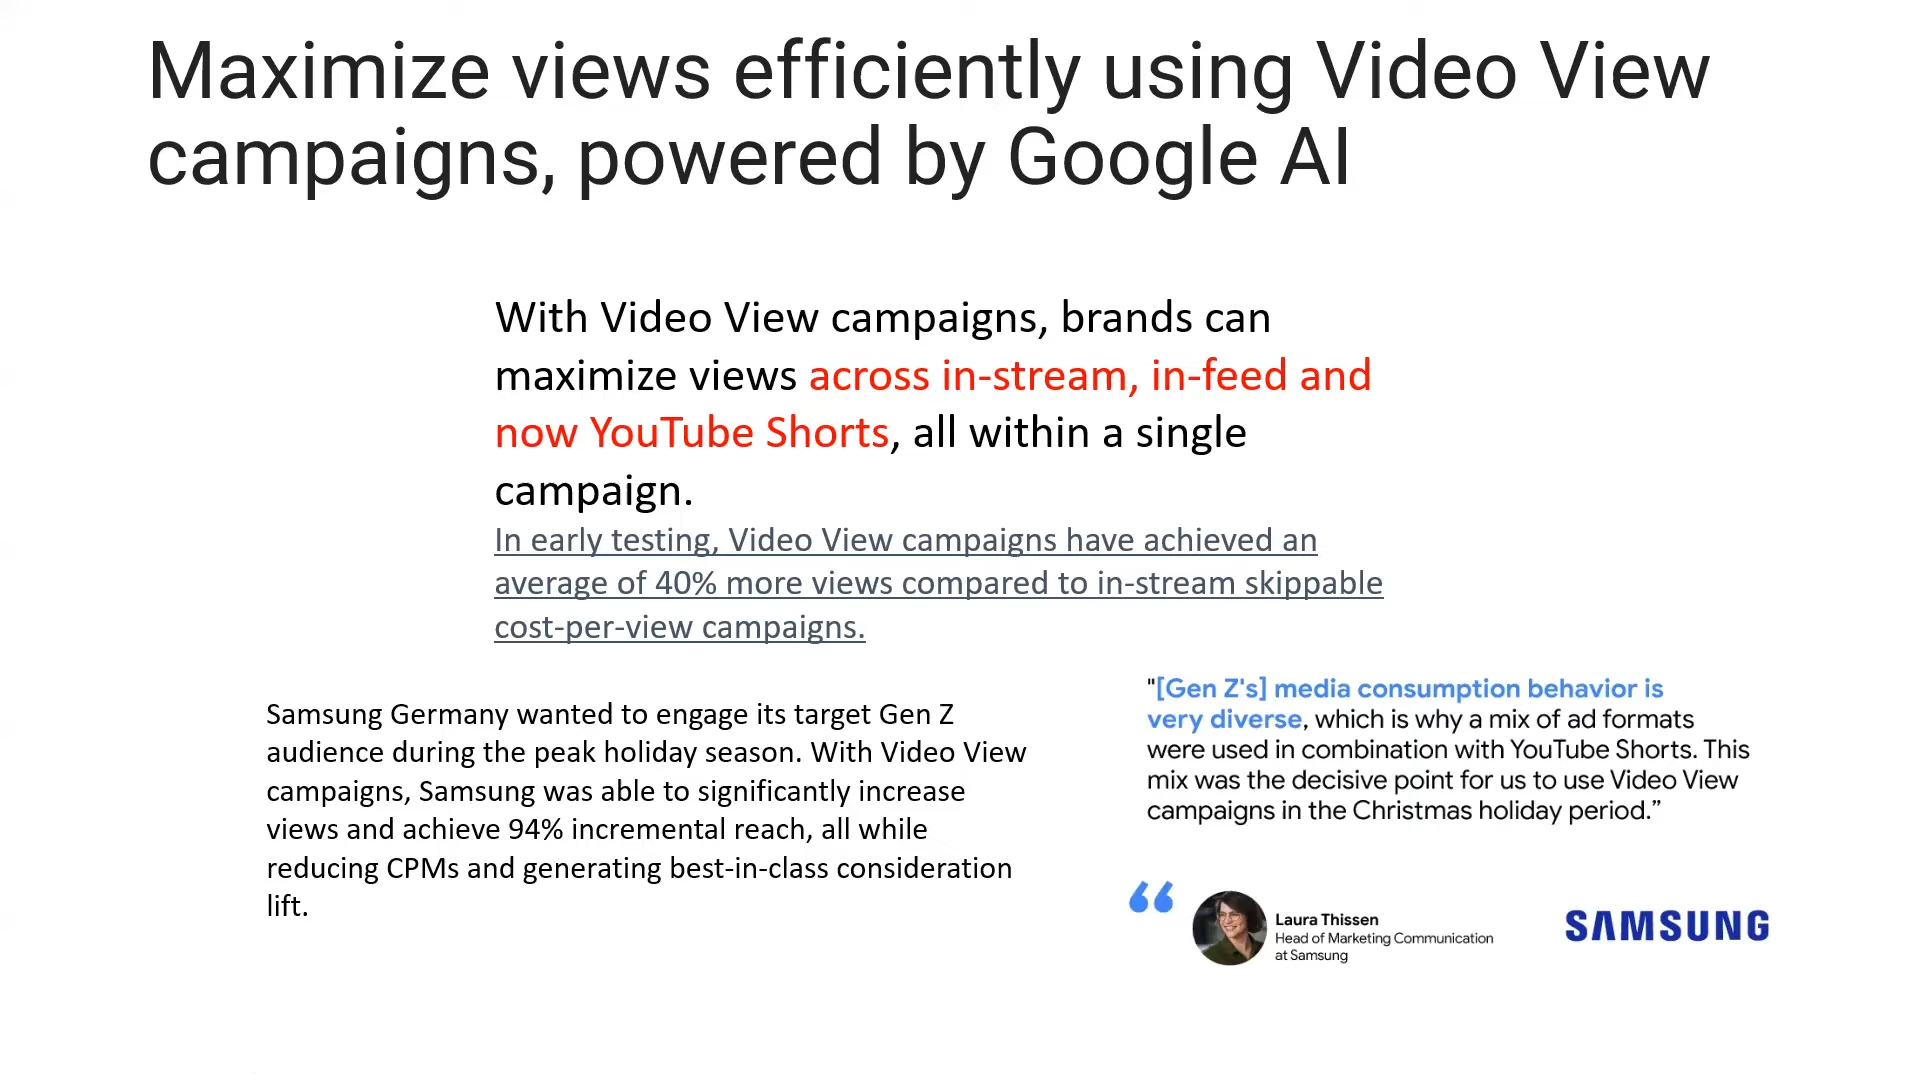 Maximize views efficiently using Video View
campaigns, powered by Google AI
With Video View campaigns, brands can
maximize views across in-stream, in-feed and
now YouTube Shorts, all within a single
campaign.
In early testing, Video View campaigns have achieved an
average of 40% more views compared to in-stream skippable
cost-per-view campaigns.
Samsung Germany wanted to engage its target Gen Z
audience during the peak holiday season. With Video View
campaigns, Samsung was able to significantly increase
views and achieve 94% incremental reach, all while
reducing CPMs and generating best-in-class consideration
lift.
"[Gen Z's] media consumption behavior is
very diverse, which is why a mix of ad formats
were used in combination with YouTube Shorts. This
mix was the decisive point for us to use Video View
campaigns in the Christmas holiday period.”
“
Laura Thissen
Head of Marketing Communication
at Samsung
SAMSUNG